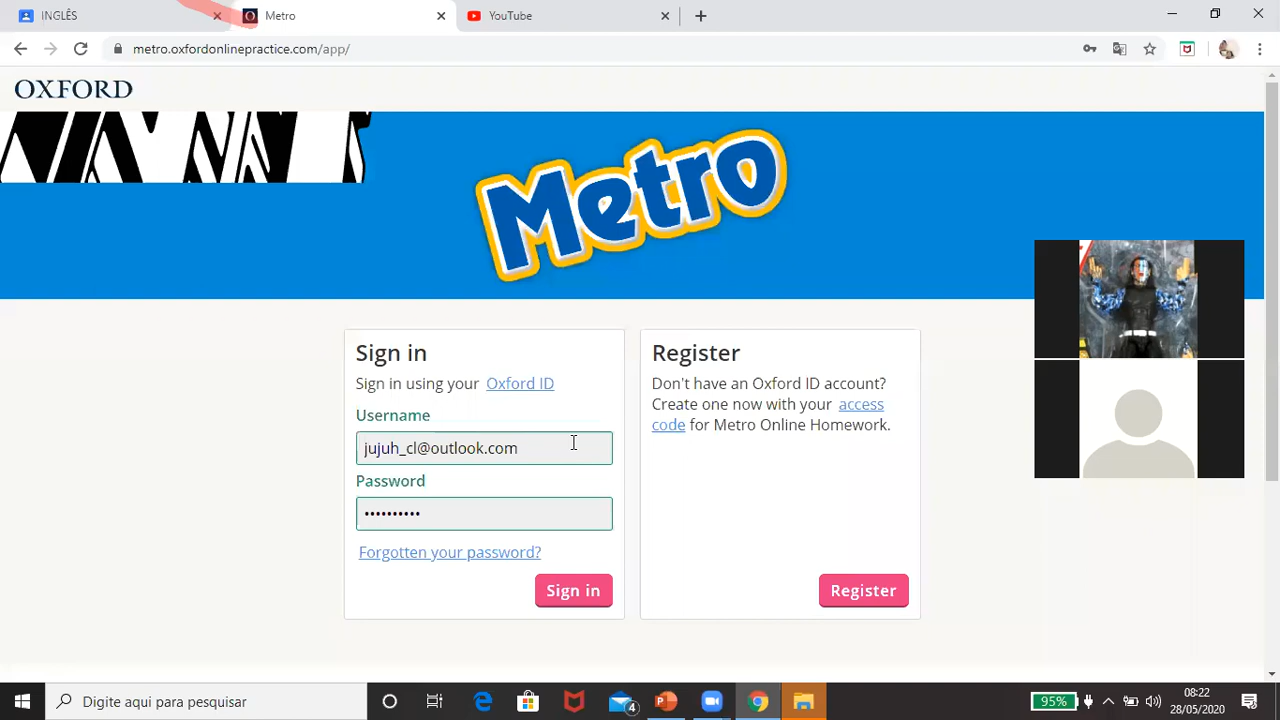 INGLÊS
Metro
YouTube
metro.oxfordonlinepractice.com/app/
OXFORD
Metro
Sign in
Sign in using your Oxford ID
Username
jujuh_cl@outlook.com
Password
••••••••••
Forgotten your password?
Sign in
Register
Don't have an Oxford ID account?
Create one now with your access
code for Metro Online Homework.
Register
Digite aqui para pesquisar
4
95%
08:22
28/05/2020